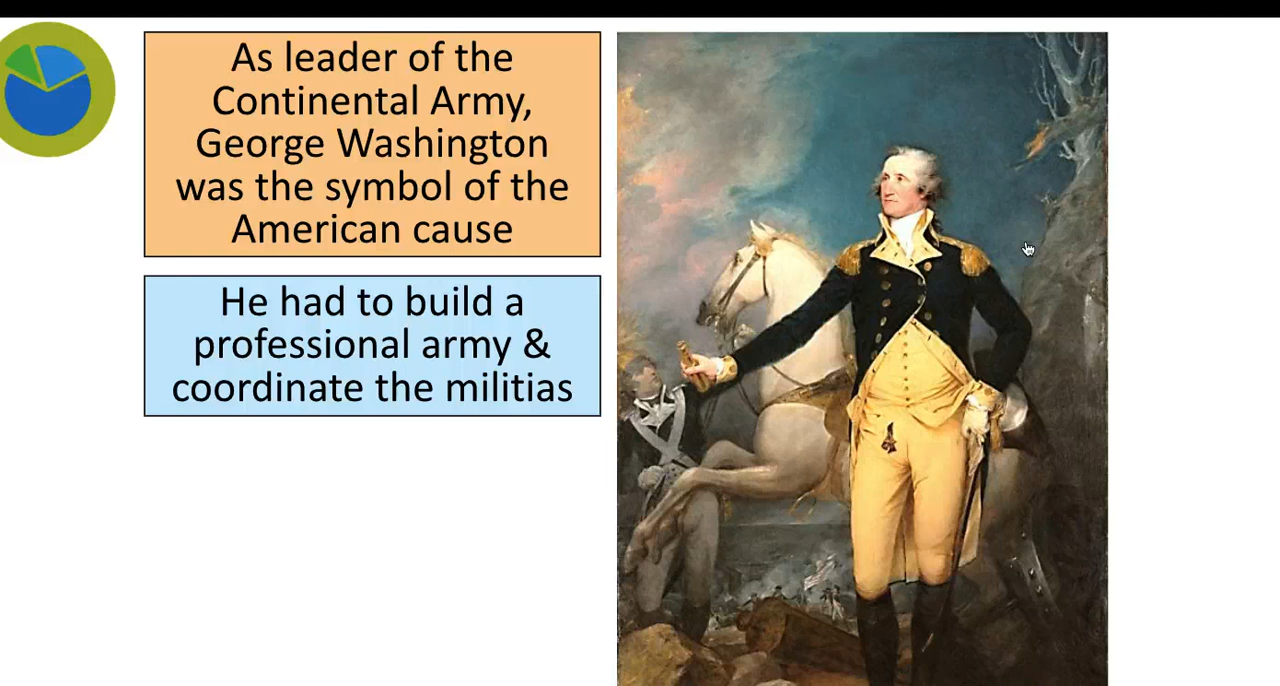 As leader of the
Continental Army,
George Washington
was the symbol of the
American cause
He had to build a
professional army &
coordinate the militias